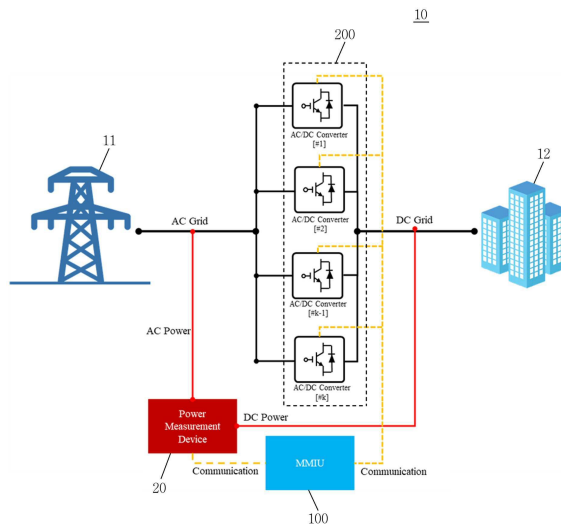 10
200
11
AC/DC Converter
[#1]
12
AC Grid
AC/DC Converter
[#2]
DC Grid
AC/DC Converter
[#k-1]
AC Power
AC/DC Converter
[#k]
Power
Measurement
Device
DC Power
20
Communication
MMIU
Communication
100